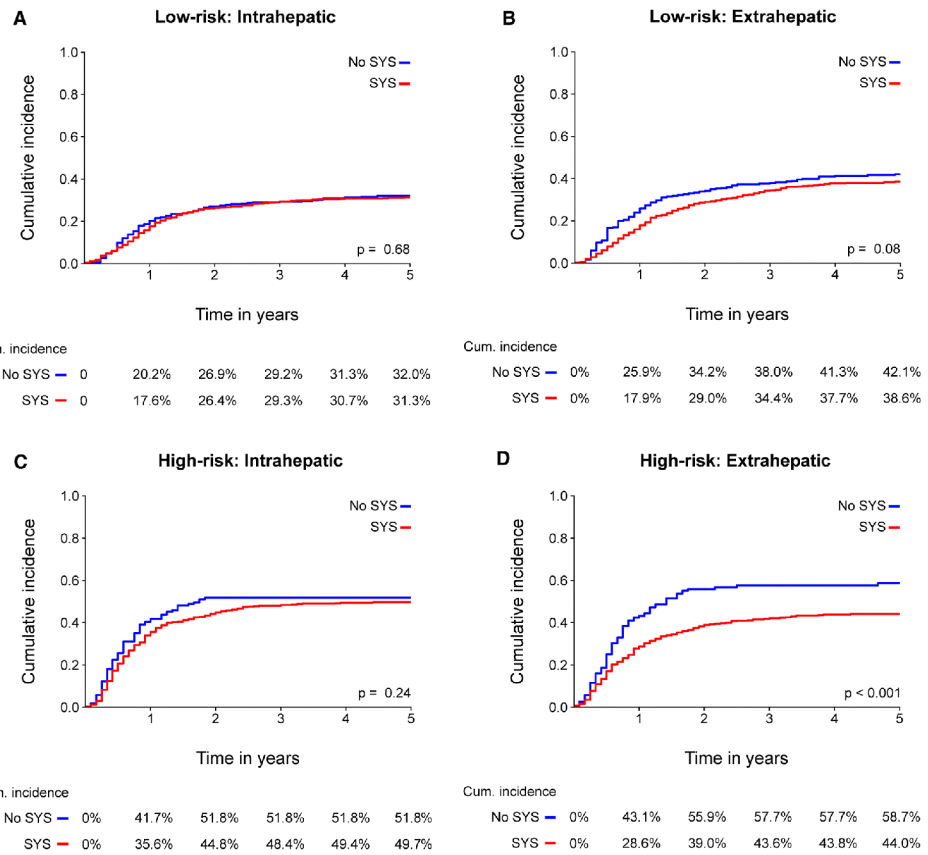 A
Low-risk: Intrahepatic
1.0
0.8
0.6
0.4
0.2
0.0
Cumulative incidence
No SYS
SYS
p = 0.68
1 2 3 4 5
Time in years
. incidence
No SYS 0 20.2% 26.9% 29.2% 31.3% 32.0%
SYS 0 17.6% 26.4% 29.3% 30.7% 31.3%
B
Low-risk: Extrahepatic
1.0
0.8
0.6
0.4
0.2
0.0
Cumulative incidence
No SYS
SYS
p = 0.08
1 2 3 4 5
Time in years
Cum. incidence
No SYS 0% 25.9% 34.2% 38.0% 41.3% 42.1%
SYS 0% 17.9% 29.0% 34.4% 37.7% 38.6%
C
High-risk: Intrahepatic
1.0
0.8
0.6
0.4
0.2
0.0
Cumulative incidence
No SYS
SYS
p = 0.24
1 2 3 4 5
Time in years
. incidence
No SYS 0% 41.7% 51.8% 51.8% 51.8% 51.8%
SYS 0% 35.6% 44.8% 48.4% 49.4% 49.7%
D
High-risk: Extrahepatic
1.0
0.8
0.6
0.4
0.2
0.0
Cumulative incidence
No SYS
SYS
p < 0.001
1 2 3 4 5
Time in years
Cum. incidence
No SYS 0% 43.1% 55.9% 57.7% 57.7% 58.7%
SYS 0% 28.6% 39.0% 43.6% 43.8% 44.0%